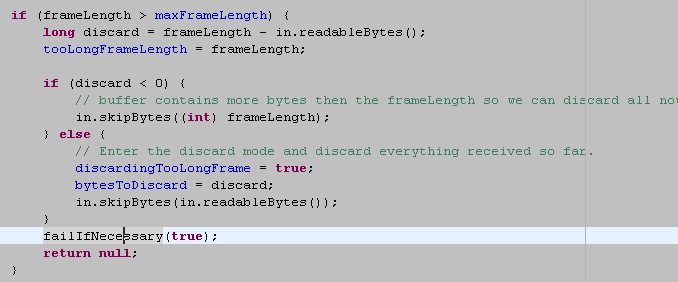 if (frameLength > maxFrameLength) {
long discard = frameLength - in.readableBytes();
tooLongFrameLength = frameLength;
if (discard < 0) {
// buffer contains more bytes then the frameLength so we can discard all no
in.skipBytes((int) frameLength);
} else {
// Enter the discard mode and discard everything received so far.
discardingTooLongFrame = true;
bytesToDiscard = discard;
in.skipBytes(in.readableBytes());
}
failIfNecessary(true);
return null;
}